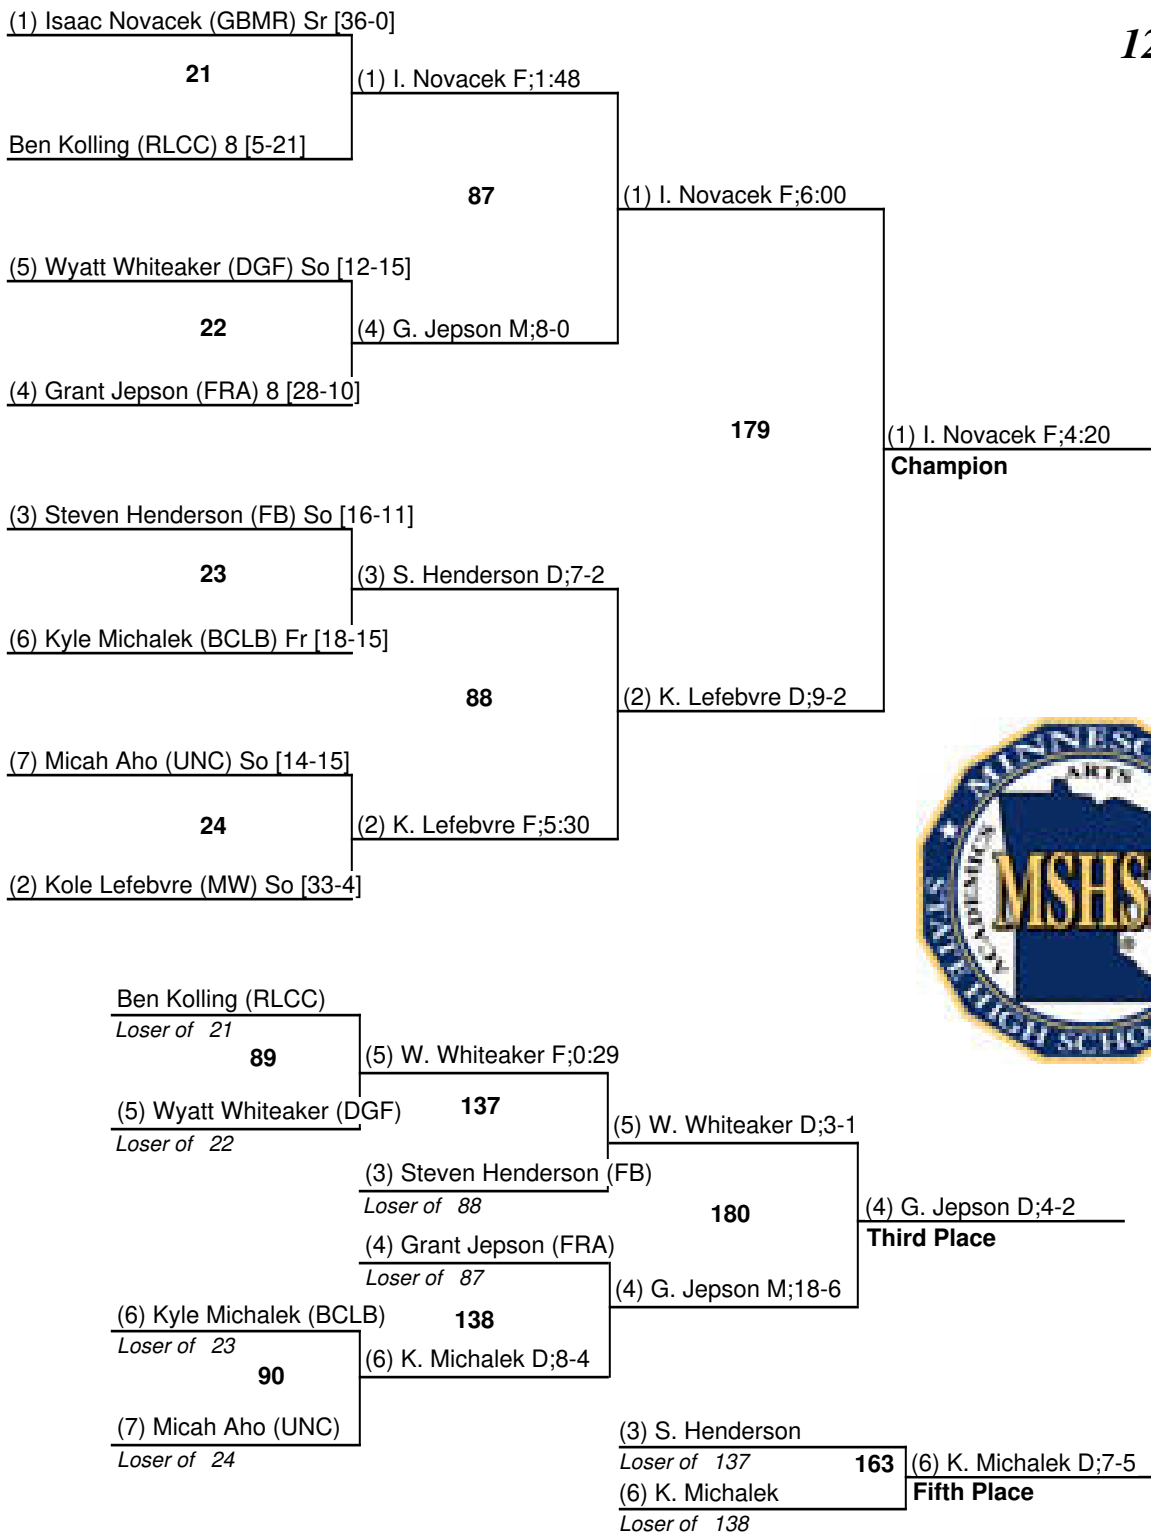 (1) Isaac Novacek (GBMR) Sr [36-0]
12
21
(1) I. Novacek F;1:48
Ben Kolling (RLCC) 8 [5-21]
87
(1) I. Novacek F;6:00
(5) Wyatt Whiteaker (DGF) So [12-15]
22
(4) G. Jepson M;8-0
(4) Grant Jepson (FRA) 8 [28-10]
179
(1) I. Novacek F;4:20
Champion
(3) Steven Henderson (FB) So [16-11]
23
(3) S. Henderson D;7-2
(6) Kyle Michalek (BCLB) Fr [18-15]
88
(2) K. Lefebvre D;9-2
(7) Micah Aho (UNC) So [14-15]
24
(2) K. Lefebvre F;5:30
(2) Kole Lefebvre (MW) So [33-4]
MINNESO
ARTS
ACADEMICS
MSHS
STATE HIGH SCHO
Ben Kolling (RLCC)
Loser of 21
89
(5) W. Whiteaker F;0:29
(5) Wyatt Whiteaker (DGF)
137
Loser of 22
(5) W. Whiteaker D;3-1
(3) Steven Henderson (FB)
Loser of 88
180
(4) G. Jepson D;4-2
Third Place
(4) Grant Jepson (FRA)
Loser of 87
(4) G. Jepson M;18-6
(6) Kyle Michalek (BCLB)
138
Loser of 23
90
(6) K. Michalek D;8-4
(7) Micah Aho (UNC)
Loser of 24
(3) S. Henderson
Loser of 137
163
(6) K. Michalek D;7-5
Fifth Place
(6) K. Michalek
Loser of 138